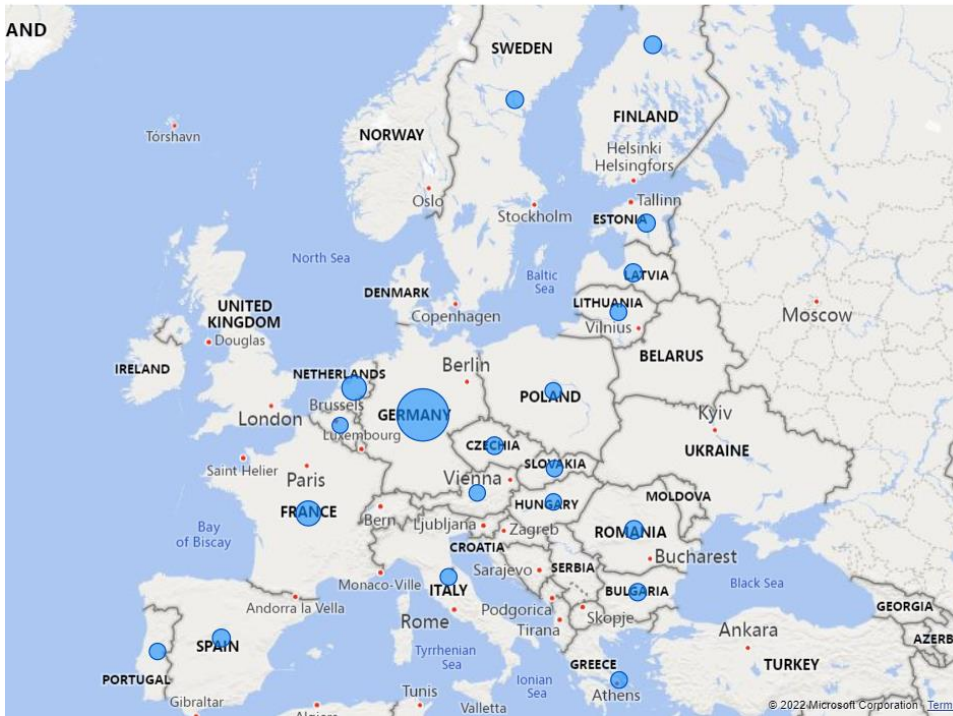 AND
SWEDEN
FINLAND
NORWAY
Tórshavn
Helsinki
Helsingfors
Oslo
Tallinn
Stockholm
ESTONIA
North Sea
Baltic
Sea
LATVIA
DENMARK
LITHUANIA
Copenhagen
Moscow
UNITED
KINGDOM
Vilnius
Douglas
BELARUS
IRELAND
NETHERLANDS
Berlin
POLAND
Brussels
London
GERMANY
Kyiv
Luxembourg
CZECHIA
UKRAINE
Saint Helier
Paris
SLOVAKIA
Vienna
MOLDOVA
HUNGARY
FRANCE
Bern
Ljubljana
Zagreb
ROMANIA
Bay
of Biscay
CROATIA
Bucharest
SERBIA
Sarajevo
Monaco-Ville
ITALY
BULGARIA
Black Sea
Andorra la Vella
Podgorica
Skopje
GEORGIA
Rome
Tirana
Ankara
AZERB
SPAIN
Tyrrhenian
Sea
GREECE
TURKEY
PORTUGAL
Ionian
Sea
Athens
Gibraltar
Algiers
Tunis
Valletta
© 2022 Microsoft Corporation Term